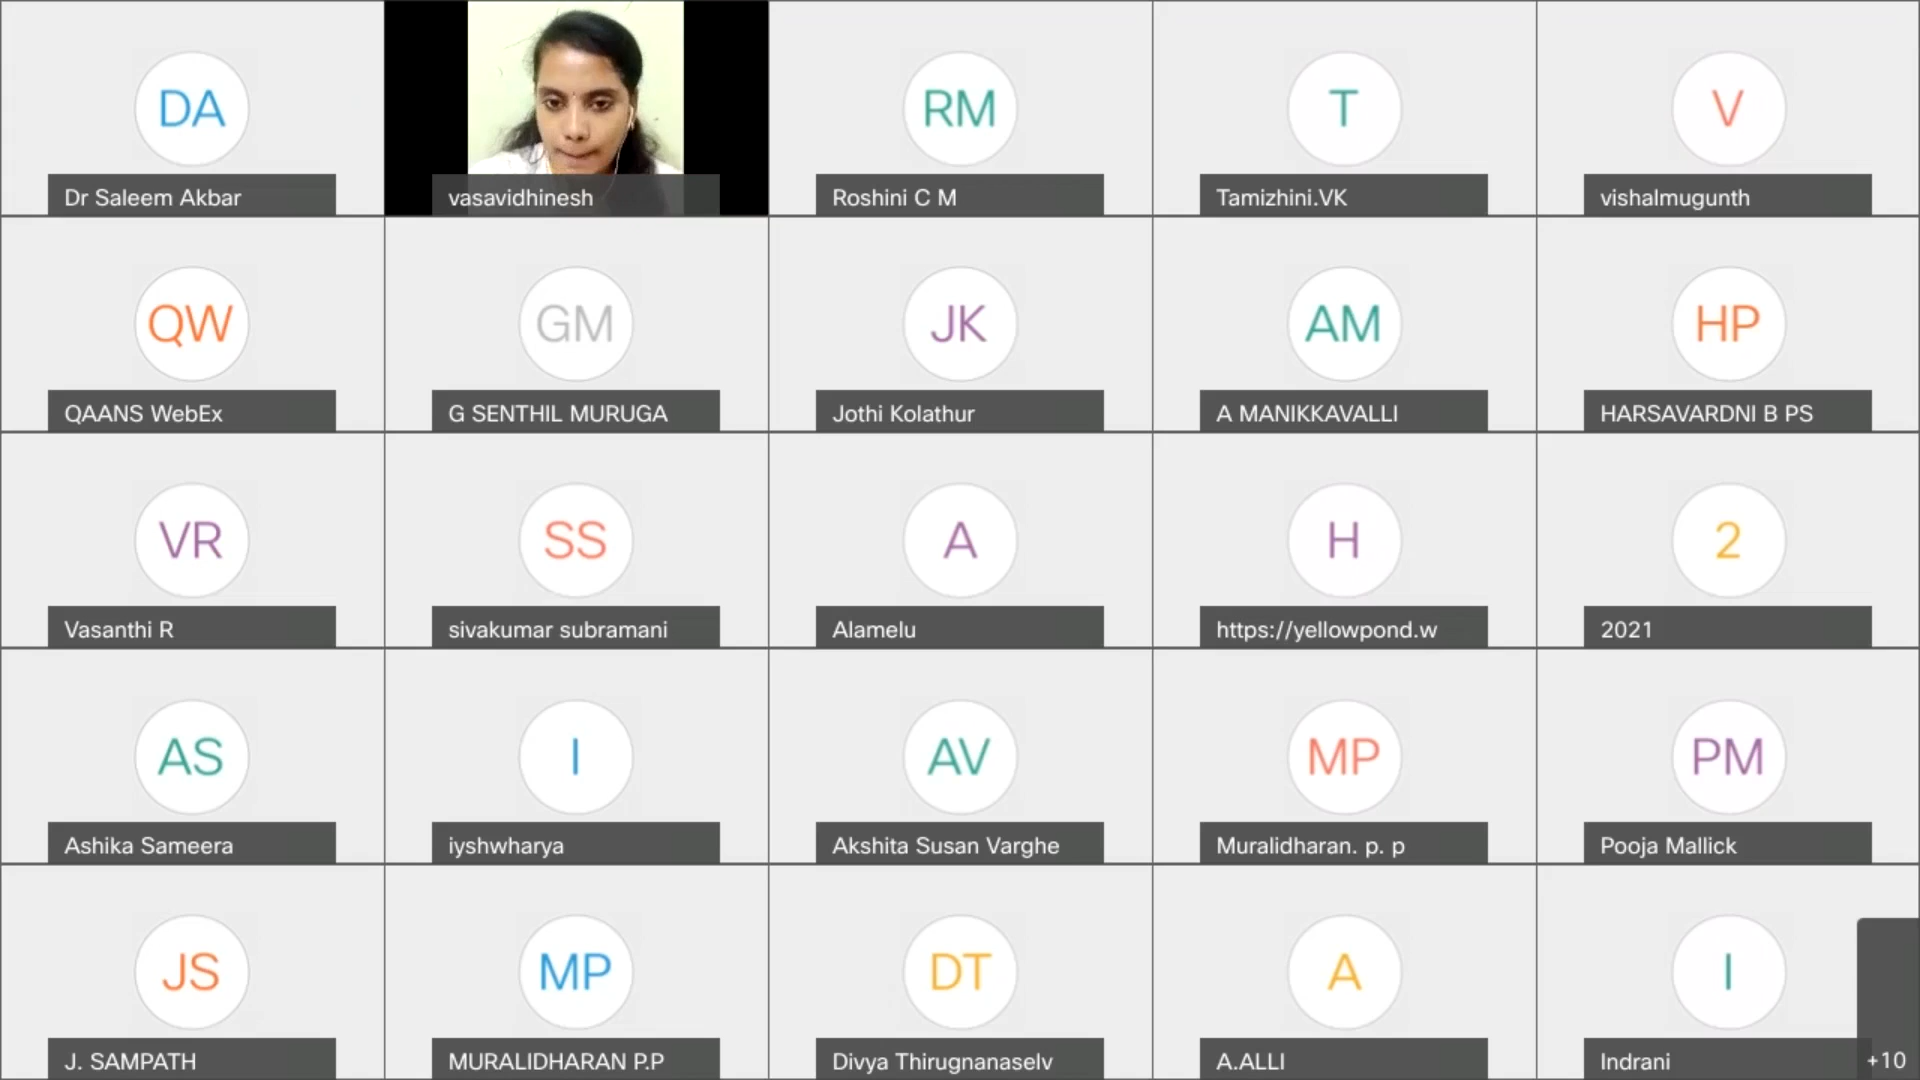 DA
Dr Saleem Akbar
vasavidhinesh
RM
Roshini C M
T
Tamizhini.VK
V
vishalmugunth
QW
QAANS WebEx
GM
G SENTHIL MURUGA
JK
Jothi Kolathur
AM
A MANIKKAVALLI
HP
HARSAVARDNI B PS
VR
Vasanthi R
SS
sivakumar subramani
A
Alamelu
H
https://yellowpond.w
2
2021
AS
Ashika Sameera
I
iyshwharya
AV
Akshita Susan Varghe
MP
Muralidharan. p. p
PM
Pooja Mallick
JS
J. SAMPATH
MP
MURALIDHARAN P.P
DT
Divya Thirugnanaselv
A
A.ALLI
I
Indrani
+10